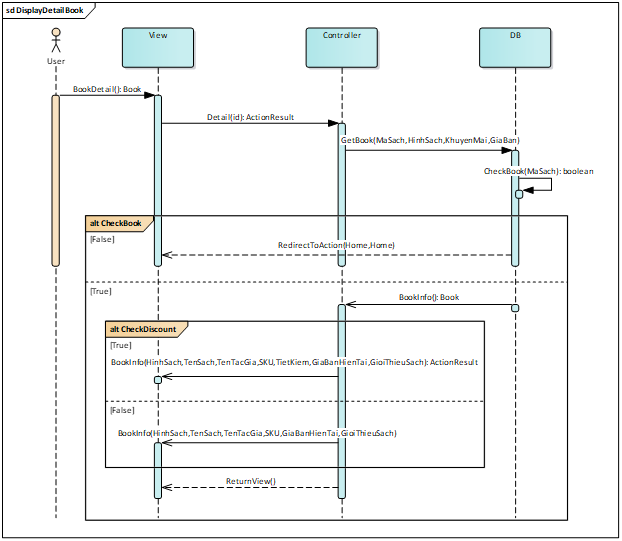 sd DisplayDetailBook
View
Controller
DB
User
BookDetail(): Book
Detail(id): ActionResult
GetBook(MaSach,HinhSach,KhuyenMai,GiaBan)
CheckBook(MaSach): boolean
alt CheckBook
[False]
RedirectToAction(Home,Home)
[True]
BookInfo(): Book
alt CheckDiscount
[True]
BookInfo(HinhSach,TenSach,TenTacGia,SKU,TietKiem,GiaBanHienTai,GioiThieuSach): ActionResult
[False]
BookInfo(HinhSach,TenSach,TenTacGia,SKU,GiaBanHienTai,GioiThieuSach)
ReturnView()